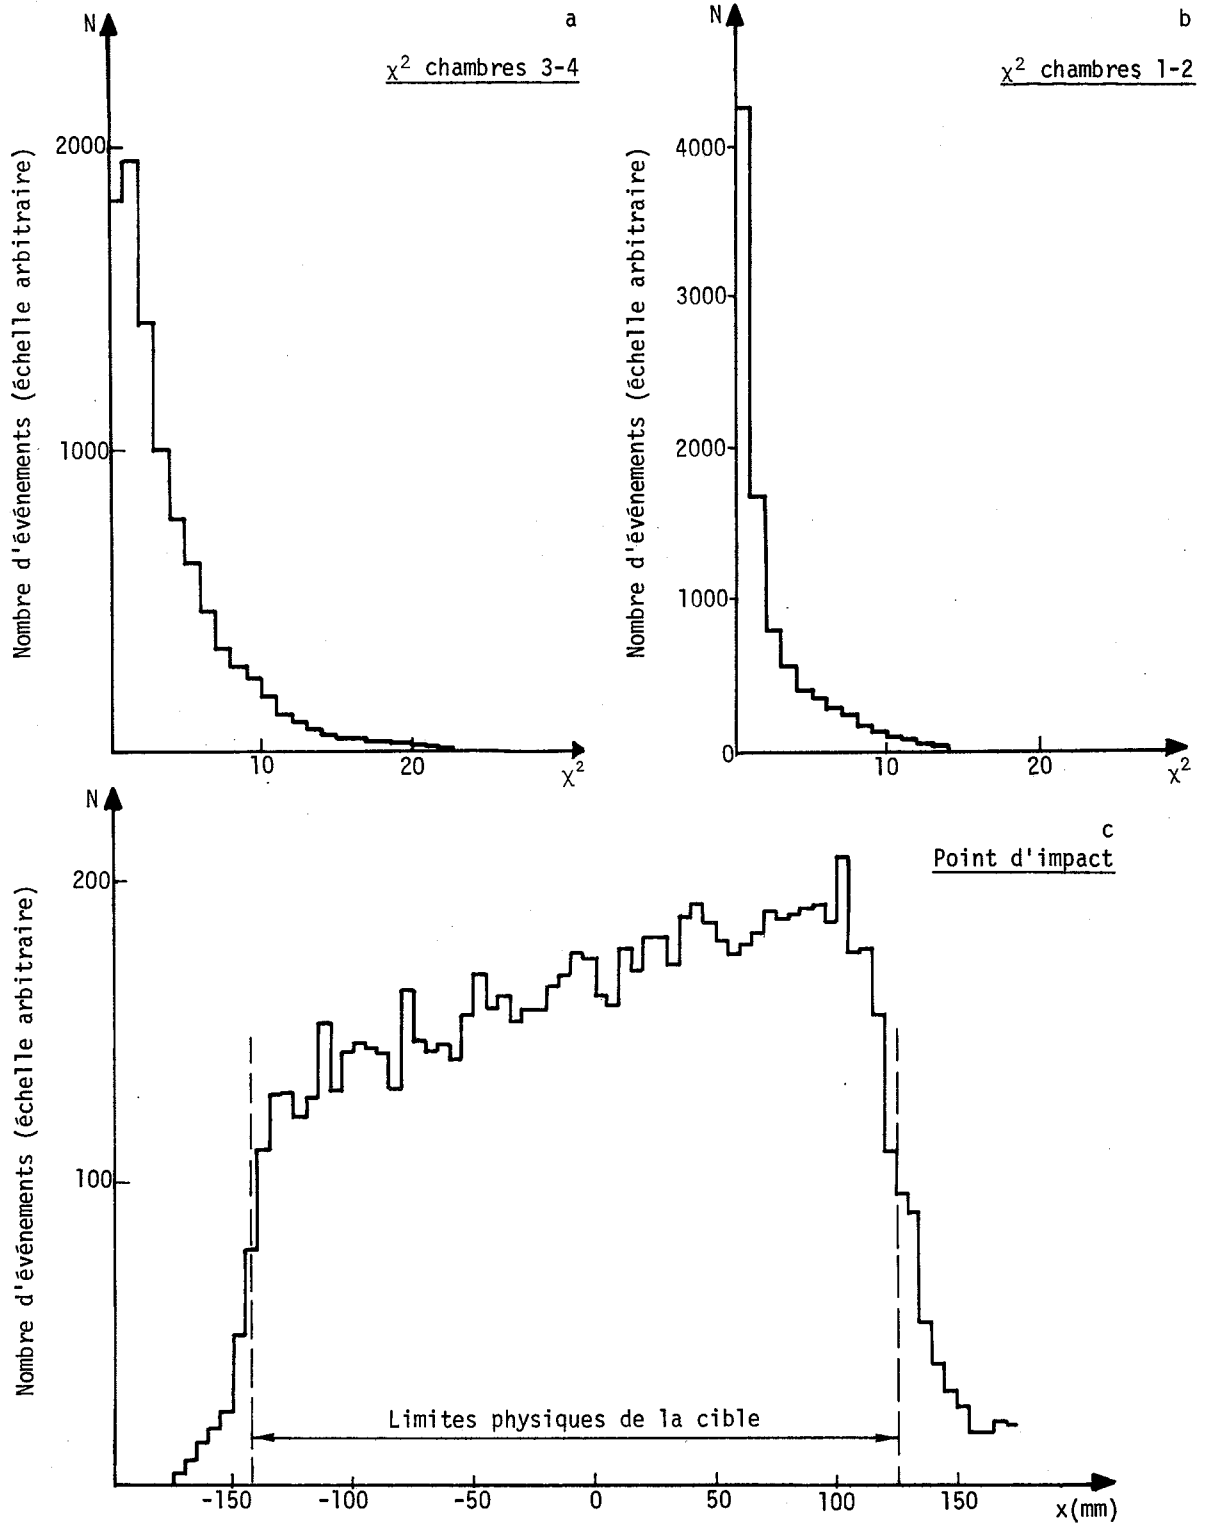 N
a
χ² chambres 3-4
2000
1000
Nombre d'événements (échelle arbitraire)
10
20
χ²
N
b
χ² chambres 1-2
4000
3000
2000
1000
0
Nombre d'événements (échelle arbitraire)
10
20
χ²
N
c
Point d'impact
200
100
Nombre d'événements (échelle arbitraire)
Limites physiques de la cible
-150
-100
-50
0
50
100
150
x(mm)